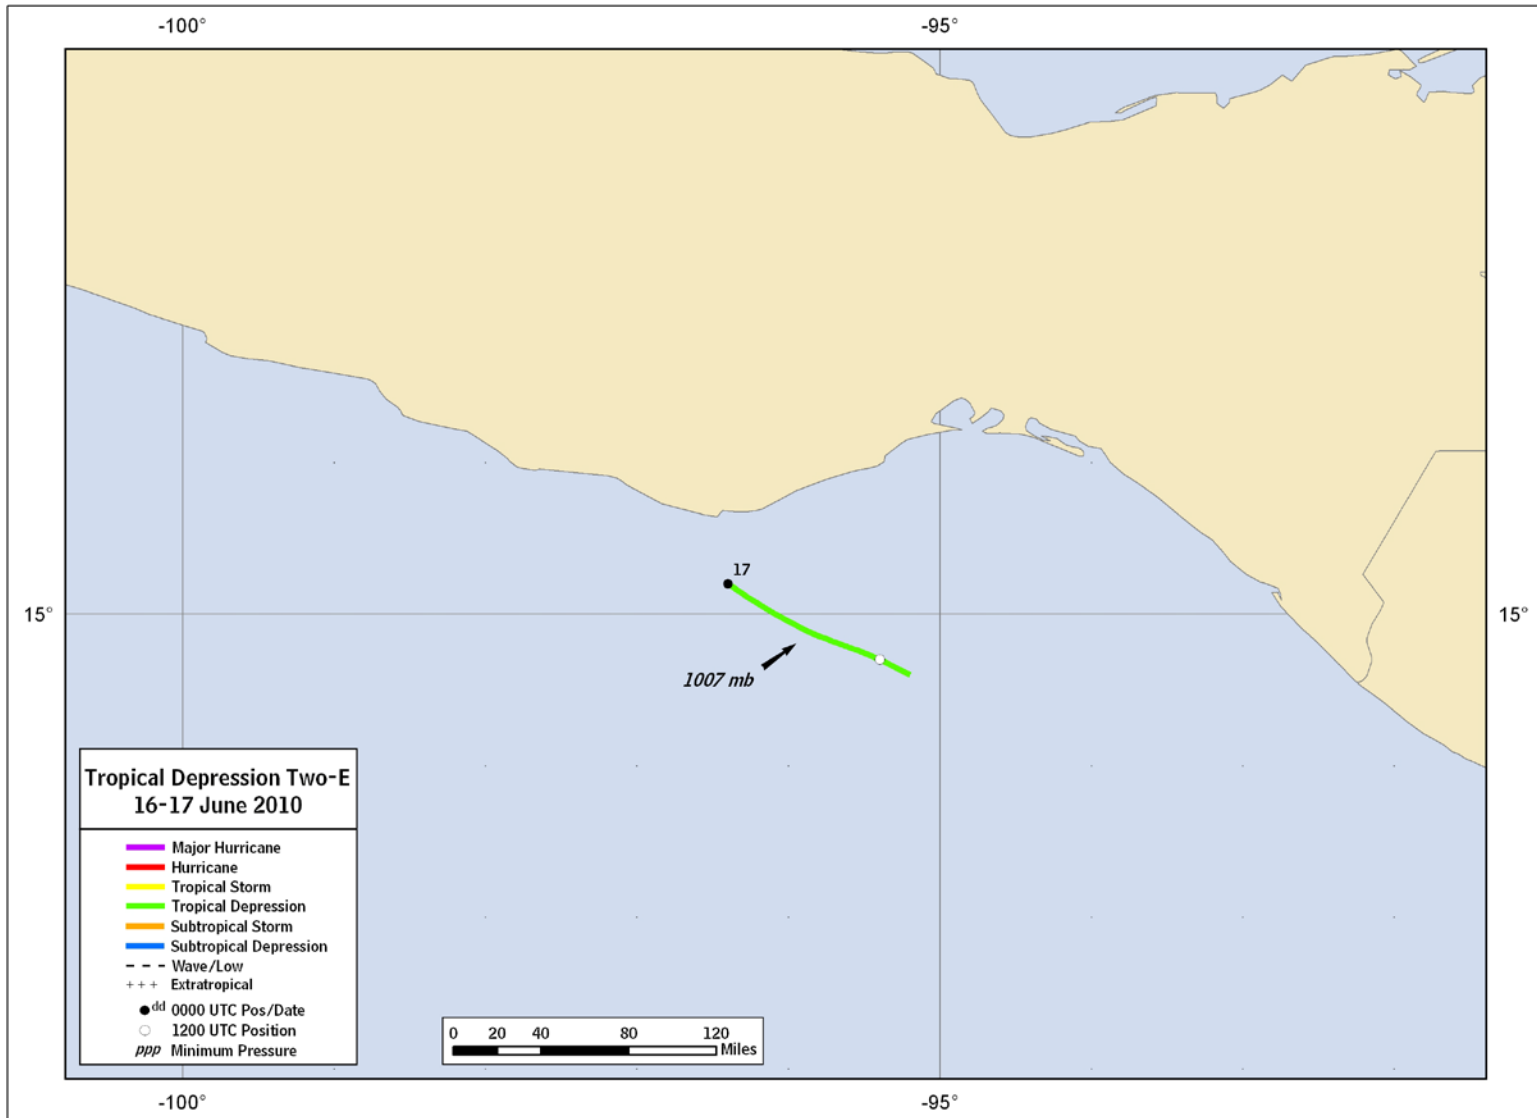 -100° -95°
17
15° 15°
1007 mb
Tropical Depression Two-E
16-17 June 2010
Major Hurricane
Hurricane
Tropical Storm
Tropical Depression
Subtropical Storm
Subtropical Depression
Wave/Low
+++ Extratropical
dd 0000 UTC Pos/Date
1200 UTC Position
ppp Minimum Pressure
0 20 40 80 120
Miles
-100° -95°